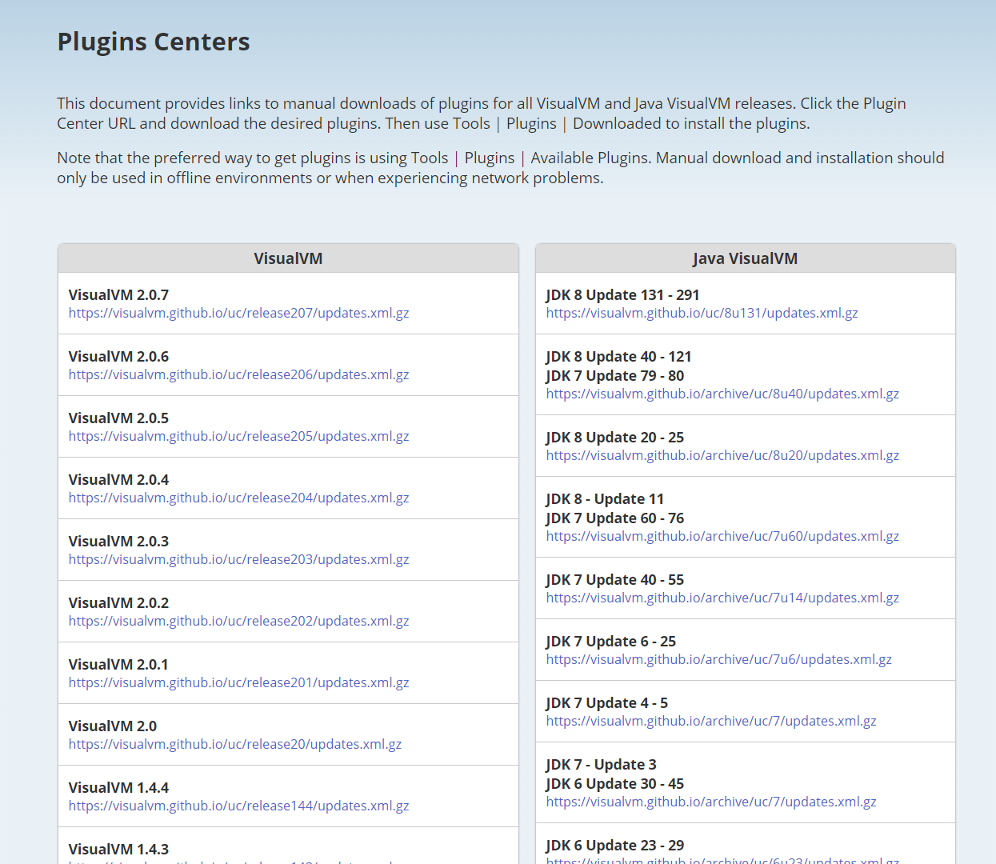 Plugins Centers
This document provides links to manual downloads of plugins for all VisualVM and Java VisualVM releases. Click the Plugin
Center URL and download the desired plugins. Then use Tools | Plugins | Downloaded to install the plugins.
Note that the preferred way to get plugins is using Tools | Plugins | Available Plugins. Manual download and installation should
only be used in offline environments or when experiencing network problems.
VisualVM
VisualVM 2.0.7
https://visualvm.github.io/uc/release207/updates.xml.gz
VisualVM 2.0.6
https://visualvm.github.io/uc/release206/updates.xml.gz
VisualVM 2.0.5
https://visualvm.github.io/uc/release205/updates.xml.gz
VisualVM 2.0.4
https://visualvm.github.io/uc/release204/updates.xml.gz
VisualVM 2.0.3
https://visualvm.github.io/uc/release203/updates.xml.gz
VisualVM 2.0.2
https://visualvm.github.io/uc/release202/updates.xml.gz
VisualVM 2.0.1
https://visualvm.github.io/uc/release201/updates.xml.gz
VisualVM 2.0
https://visualvm.github.io/uc/release20/updates.xml.gz
VisualVM 1.4.4
https://visualvm.github.io/uc/release144/updates.xml.gz
VisualVM 1.4.3
Java VisualVM
JDK 8 Update 131 - 291
https://visualvm.github.io/uc/8u131/updates.xml.gz
JDK 8 Update 40 - 121
JDK 7 Update 79 - 80
https://visualvm.github.io/archive/uc/8u40/updates.xml.gz
JDK 8 Update 20 - 25
https://visualvm.github.io/archive/uc/8u20/updates.xml.gz
JDK 8 - Update 11
JDK 7 Update 60 - 76
https://visualvm.github.io/archive/uc/7u60/updates.xml.gz
JDK 7 Update 40 - 55
https://visualvm.github.io/archive/uc/7u14/updates.xml.gz
JDK 7 Update 6 - 25
https://visualvm.github.io/archive/uc/7u6/updates.xml.gz
JDK 7 Update 4 - 5
https://visualvm.github.io/archive/uc/7/updates.xml.gz
JDK 7 - Update 3
JDK 6 Update 30 - 45
https://visualvm.github.io/archive/uc/7/updates.xml.gz
JDK 6 Update 23 - 29